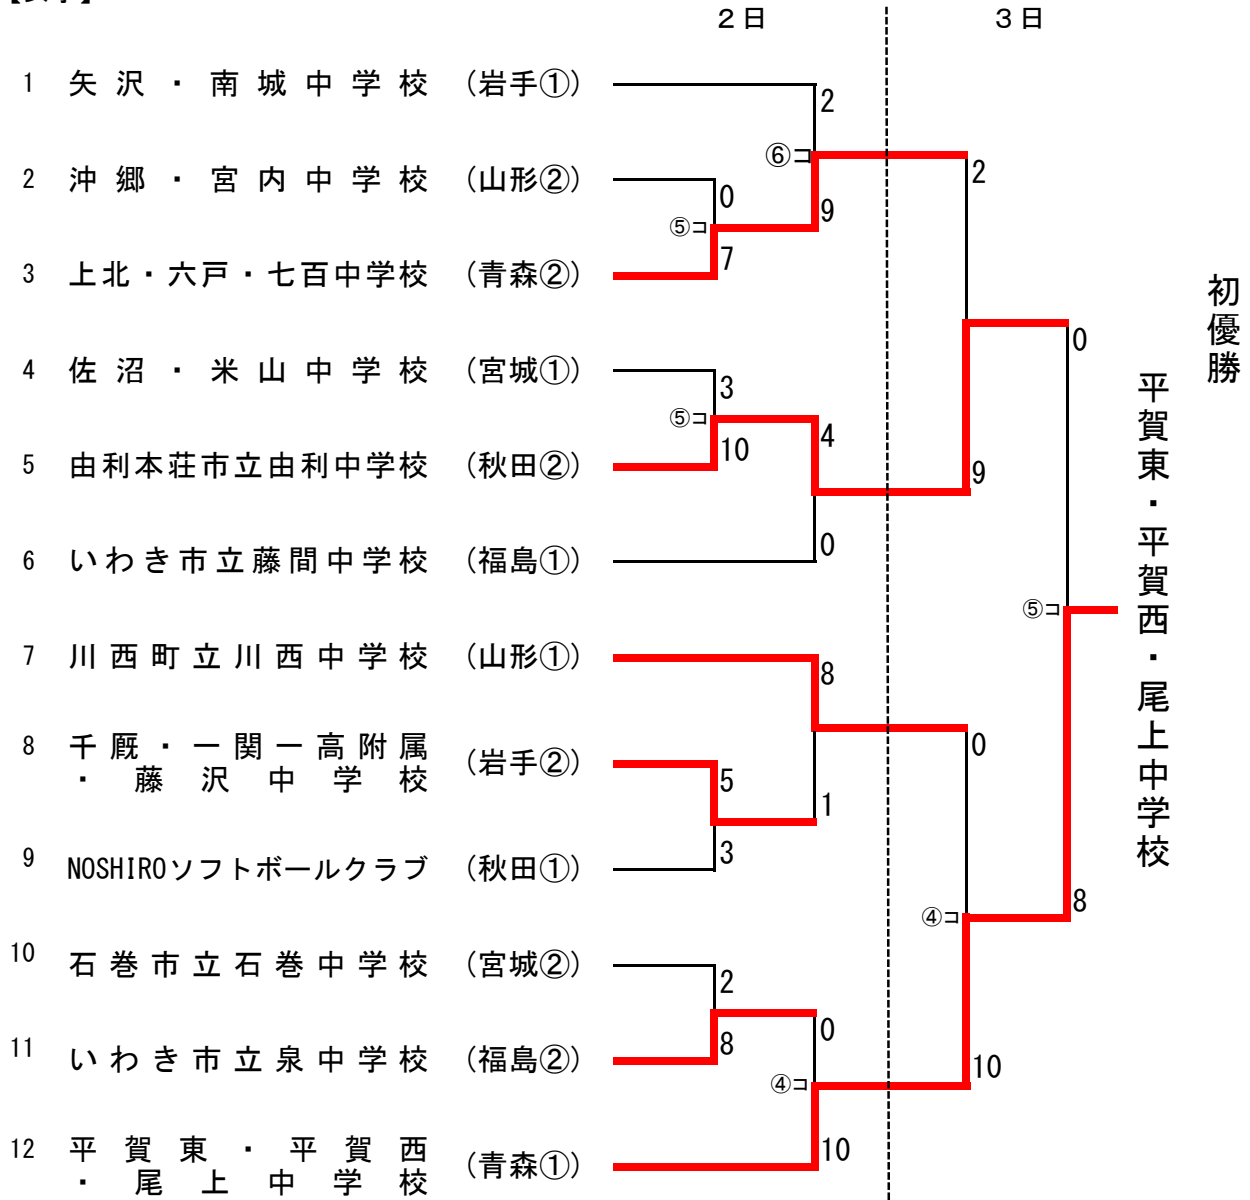 2日 3日
1 矢沢・南城中学校 (岩手①)
2
⑥コ
2
2 沖郷・宮内中学校 (山形②)
0
9
⑤コ
7
3 上北・六戸・七百中学校 (青森②)
初優勝
0
4 佐沼・米山中学校 (宮城①)
3
⑤コ
4
10
5 由利本荘市立由利中学校 (秋田②)
9
0
6 いわき市立藤間中学校 (福島①)
平賀東・平賀西・尾上中学校
⑤コ
7 川西町立川西中学校 (山形①)
8
0
8 千厩・一関一高附属
・藤沢中学校 (岩手②)
5
1
3
9 NOSHIROソフトボールクラブ (秋田①)
8
④コ
10 石巻市立石巻中学校 (宮城②)
2
0
8
11 いわき市立泉中学校 (福島②)
10
④コ
10
12 平賀東・平賀西
・尾上中学校 (青森①)